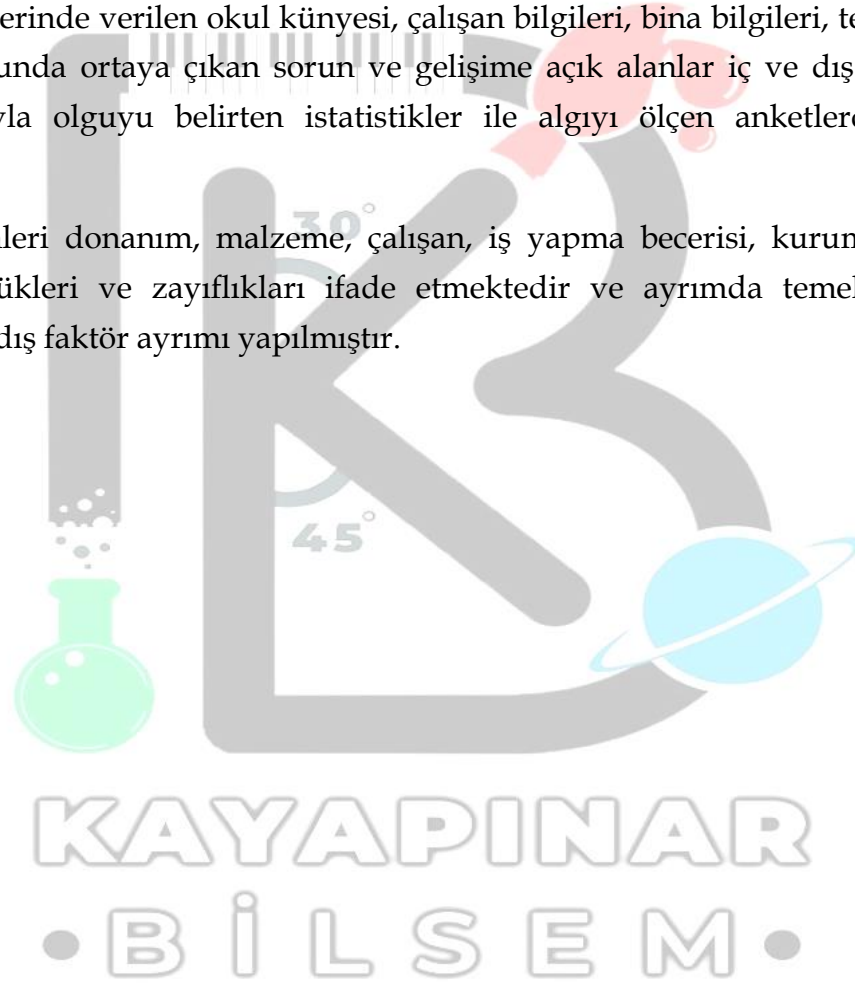 erinde verilen okul künyesi, çalışan bilgileri, bina bilgileri, te
unda ortaya çıkan sorun ve gelişime açık alanlar iç ve dış
yla olguyu belirten istatistikler ile algıyı ölçen anketler
ileri donanım, malzeme, çalışan, iş yapma becerisi, kurum
ükleri ve zayıflıkları ifade etmektedir ve ayrımda temel
dış faktör ayrımı yapılmıştır.
30°
45°
KAYAPINAR
• BİLSEM •